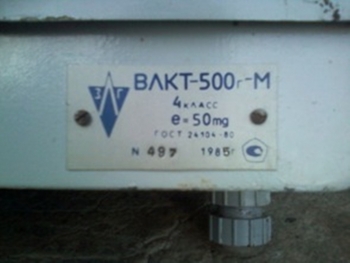 ВЛКТ-500г-М
4 КЛАСС
e = 50mg
ГОСТ 24104-80
N 497 1985г